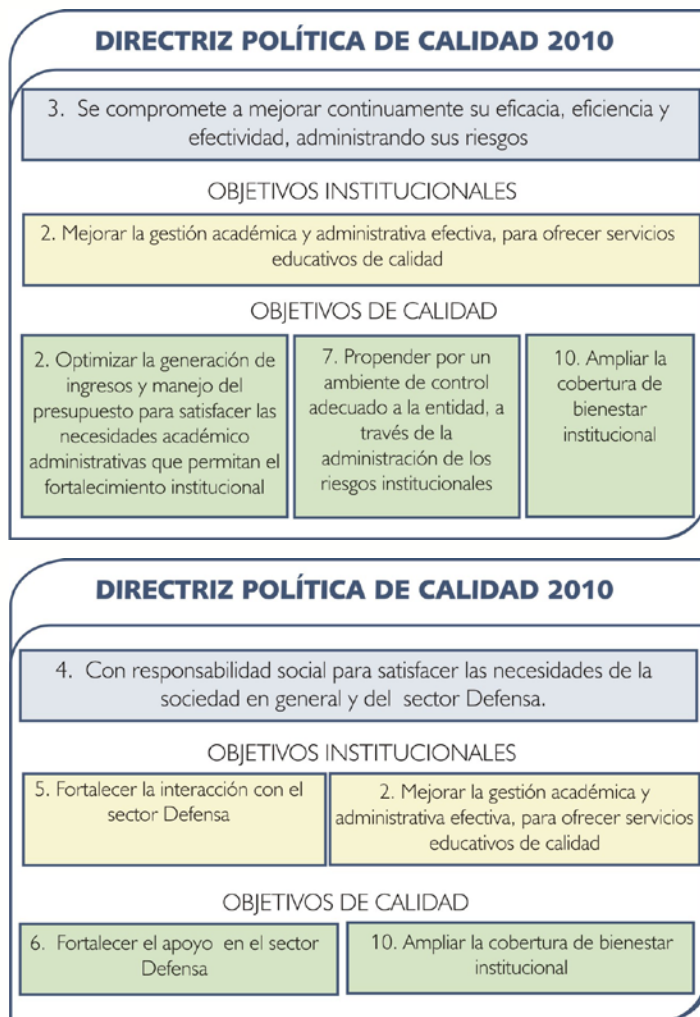 DIRECTRIZ POLÍTICA DE CALIDAD 2010
3. Se compromete a mejorar continuamente su eficacia, eficiencia y
efectividad, administrando sus riesgos
OBJETIVOS INSTITUCIONALES
2. Mejorar la gestión académica y administrativa efectiva, para ofrecer servicios
educativos de calidad
OBJETIVOS DE CALIDAD
2. Optimizar la generación de
ingresos y manejo del
presupuesto para satisfacer las
necesidades académico
administrativas que permitan el
fortalecimiento institucional
7. Propender por un
ambiente de control
adecuado a la entidad, a
través de la
administración de los
riesgos institucionales
10. Ampliar la
cobertura de
bienestar
institucional
DIRECTRIZ POLÍTICA DE CALIDAD 2010
4. Con responsabilidad social para satisfacer las necesidades de la
sociedad en general y del sector Defensa.
OBJETIVOS INSTITUCIONALES
5. Fortalecer la interacción con el
sector Defensa
2. Mejorar la gestión académica y
administrativa efectiva, para ofrecer servicios
educativos de calidad
OBJETIVOS DE CALIDAD
6. Fortalecer el apoyo en el sector
Defensa
10. Ampliar la cobertura de bienestar
institucional